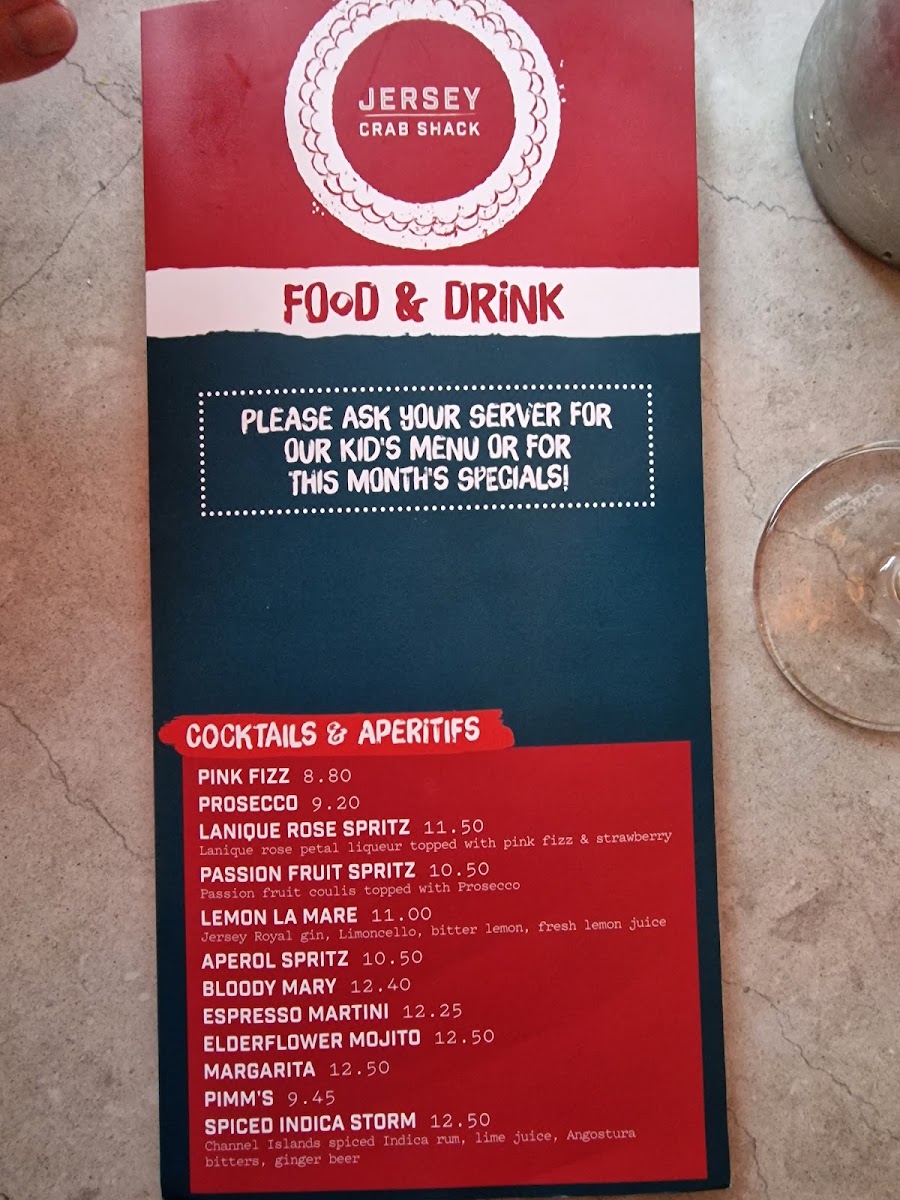 JERSEY
CRAB SHACK
FOOD & DRINK
PLEASE ASK YOUR SERVER FOR
OUR KID'S MENU OR FOR
THIS MONTH'S SPECIALS!
COCKTAILS & APERITIFS
PINK FIZZ 8.80
PROSECCO 9.20
LANIQUE ROSE SPRITZ 11.50
Lanique rose petal liqueur topped with pink fizz & strawberry
PASSION FRUIT SPRITZ 10.50
Passion fruit coulis topped with Prosecco
LEMON LA MARE 11.00
Jersey Royal gin, Limoncello, bitter lemon, fresh lemon juice
APEROL SPRITZ 10.50
BLOODY MARY 12.40
ESPRESSO MARTINI 12.25
ELDERFLOWER MOJITO 12.50
MARGARITA 12.50
PIMM'S 9.45
SPICED INDICA STORM 12.50
Channel Islands spiced Indica rum, lime juice, Angostura
bitters, ginger beer